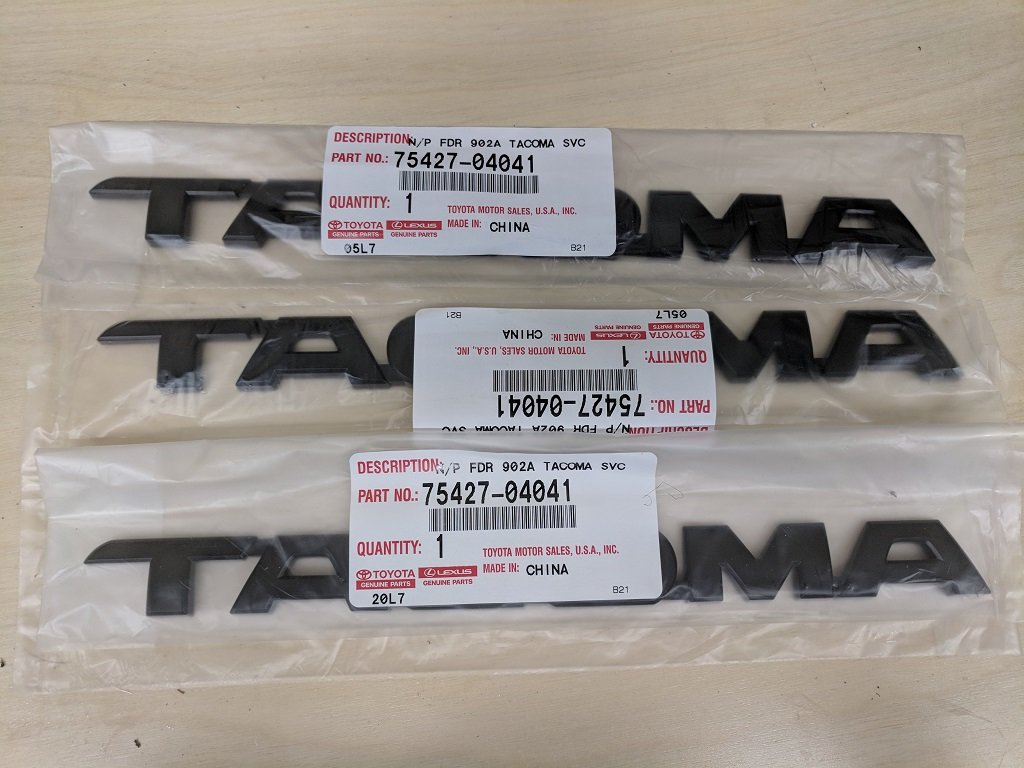 TACOMA
DESCRIPTION: N/P FDR 902A TACOMA SVC
PART NO.: 75427-04041
QUANTITY: 1
TOYOTA MOTOR SALES, U.S.A., INC.
TOYOTA LEXUS MADE IN: CHINA
GENUINE PARTS GENUINE PARTS
05L7 B21
TACOMA
DESCRIPTION: N/P FDR 902A TACOMA SVC
PART NO.: 75427-04041
QUANTITY: 1
TOYOTA MOTOR SALES, U.S.A., INC.
TOYOTA LEXUS MADE IN: CHINA
GENUINE PARTS GENUINE PARTS
05L7 B21
TACOMA
DESCRIPTION: N/P FDR 902A TACOMA SVC
PART NO.: 75427-04041
QUANTITY: 1
TOYOTA MOTOR SALES, U.S.A., INC.
TOYOTA LEXUS MADE IN: CHINA
GENUINE PARTS GENUINE PARTS
20L7 B21